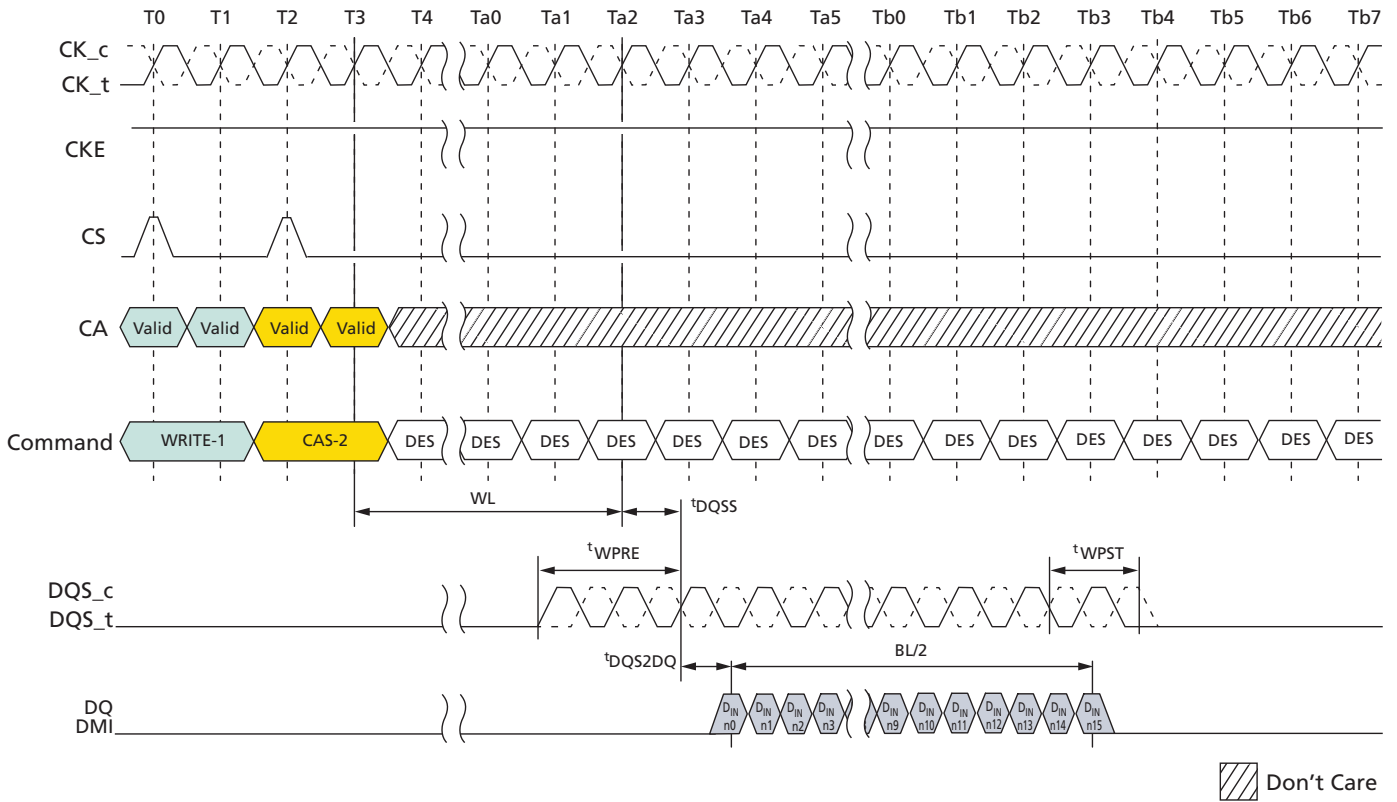 T0 T1 T2 T3 T4 Ta0 Ta1 Ta2 Ta3 Ta4 Ta5 Tb0 Tb1 Tb2 Tb3 Tb4 Tb5 Tb6 Tb7
CK_c
CK_t
CKE
CS
CA Valid Valid Valid Valid
Command WRITE-1 CAS-2 DES DES DES DES DES DES DES DES DES DES DES DES DES DES DES
WL tDQSS
tWPRE tWPST
DQS_c
DQS_t
tDQS2DQ BL/2
DQ
DMI
DIN DIN DIN DIN DIN DIN DIN DIN DIN DIN DIN
n0 n1 n2 n3 n9 n10 n11 n12 n13 n14 n15
Don't Care